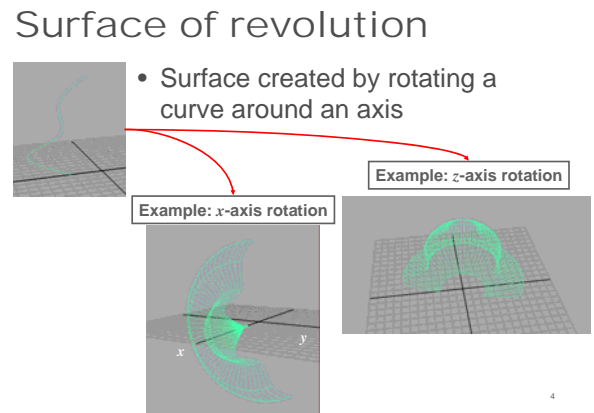 Surface of revolution
• Surface created by rotating a
curve around an axis
Example: z-axis rotation
Example: x-axis rotation
x
y
4